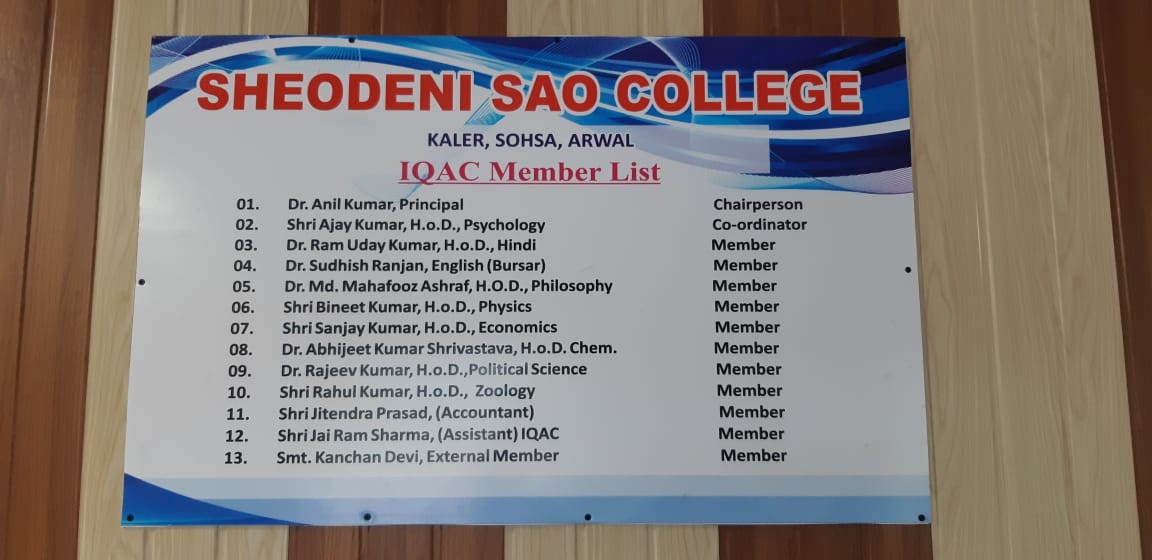 SHEODENI SAO COLLEGE
KALER, SOHSA, ARWAL
IQAC Member List
01. Dr. Anil Kumar, Principal Chairperson
02. Shri Ajay Kumar, H.o.D., Psychology Co-ordinator
03. Dr. Ram Uday Kumar, H.o.D., Hindi Member
04. Dr. Sudhish Ranjan, English (Bursar) Member
05. Dr. Md. Mahafooz Ashraf, H.O.D., Philosophy Member
06. Shri Bineet Kumar, H.o.D., Physics Member
07. Shri Sanjay Kumar, H.o.D., Economics Member
08. Dr. Abhijeet Kumar Shrivastava, H.o.D. Chem. Member
09. Dr. Rajeev Kumar, H.o.D.,Political Science Member
10. Shri Rahul Kumar, H.o.D., Zoology Member
11. Shri Jitendra Prasad, (Accountant) Member
12. Shri Jai Ram Sharma, (Assistant) IQAC Member
13. Smt. Kanchan Devi, External Member Member